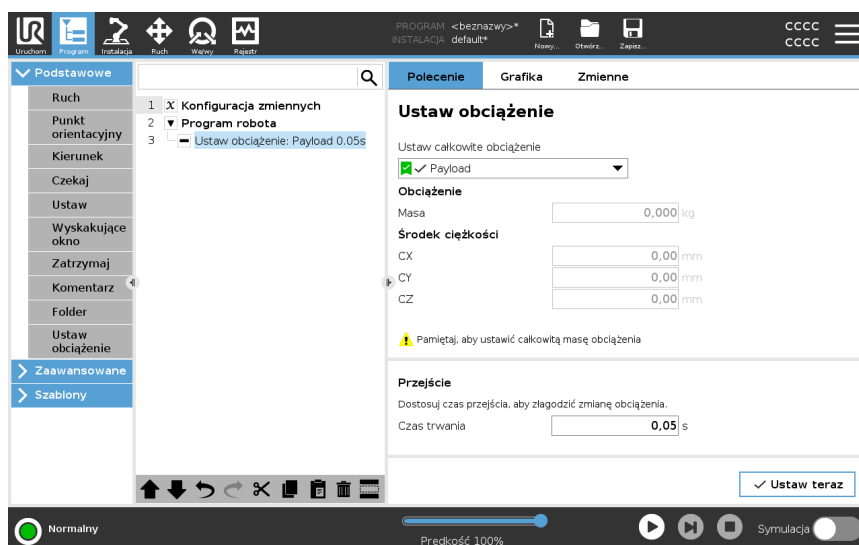 UR
PROGRAM <beznazwy>*
INSTALACJA default*
CCCC
CCCC
Uruchom
Program
Instalacja
Ruch
We/wy
Rejestr
Nowy...
Otwórz...
Zapisz...
Podstawowe
Ruch
Punkt
orientacyjny
Kierunek
Czekaj
Ustaw
Wyskakujące
okno
Zatrzymaj
Komentarz
Folder
Ustaw
obciążenie
Zaawansowane
Szablony
1 X Konfiguracja zmiennych
2 Program robota
3 Ustaw obciążenie: Payload 0.05s
Polecenie Grafika Zmienne
Ustaw obciążenie
Ustaw całkowite obciążenie
Payload
Obciążenie
Masa 0,000 kg
Środek ciężkości
CX 0,00 mm
CY 0,00 mm
CZ 0,00 mm
Pamiętaj, aby ustawić całkowitą masę obciążenia
Przejście
Dostosuj czas przejścia, aby złagodzić zmianę obciążenia.
Czas trwania 0,05 s
Ustaw teraz
Normalny
Prędkość 100%
Symulacja